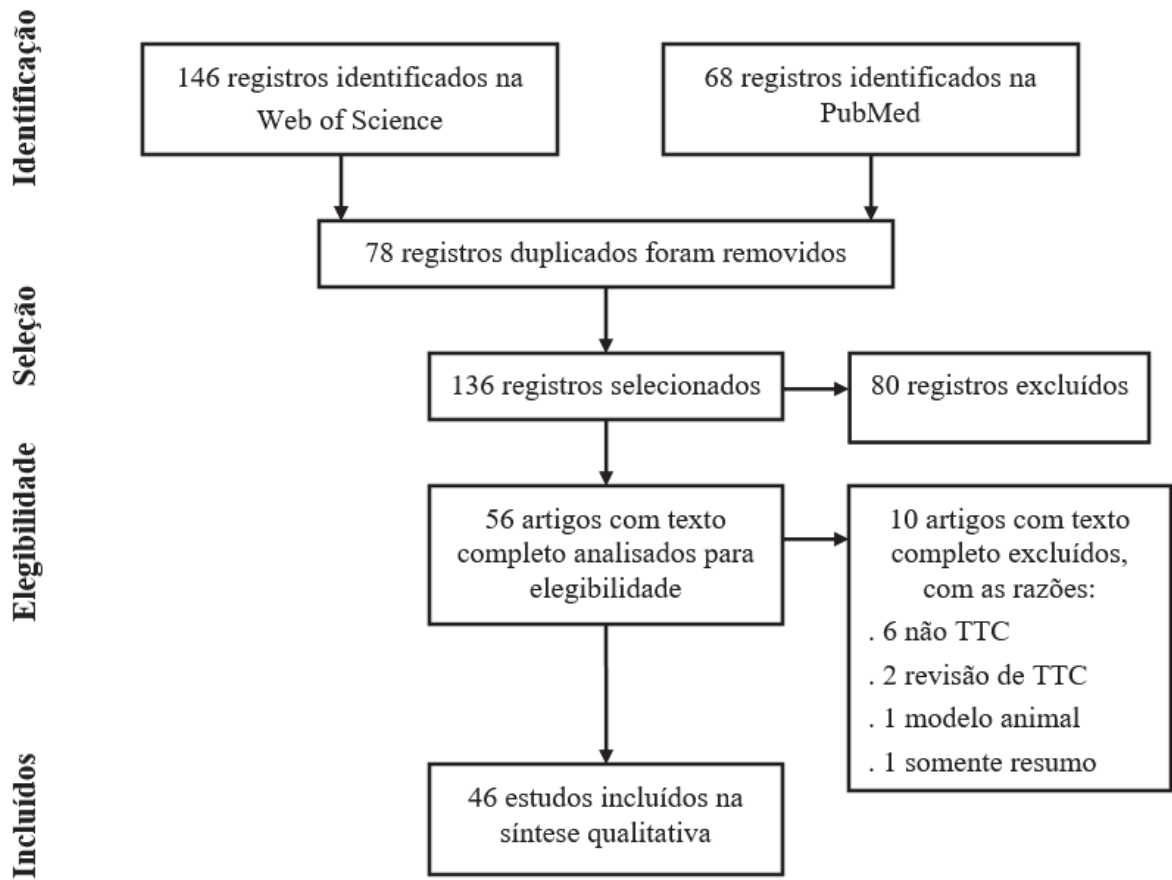 Identificação
146 registros identificados na
Web of Science
68 registros identificados na
PubMed
78 registros duplicados foram removidos
Seleção
136 registros selecionados
80 registros excluídos
Elegibilidade
56 artigos com texto
completo analisados para
elegibilidade
10 artigos com texto
completo excluídos,
com as razões:
. 6 não TTC
. 2 revisão de TTC
. 1 modelo animal
. 1 somente resumo
Incluídos
46 estudos incluídos na
síntese qualitativa